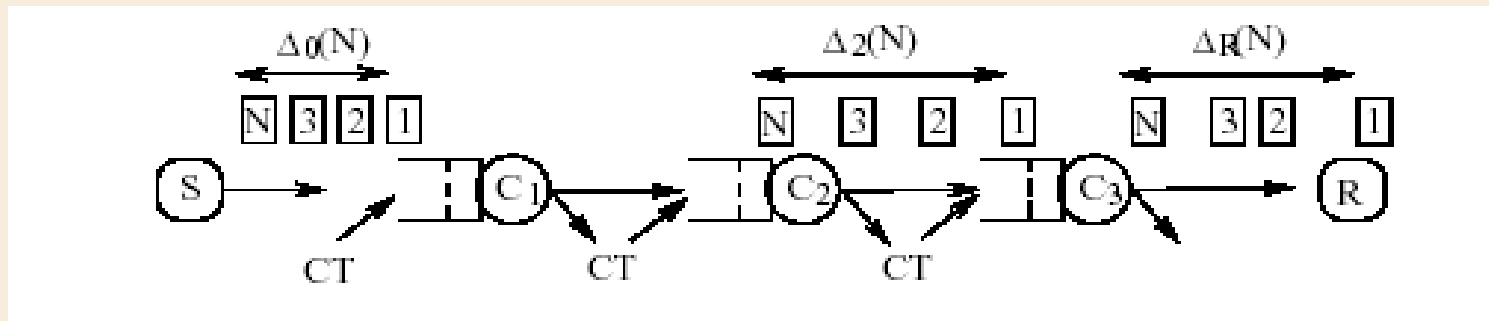 Δ0(N) Δ2(N) ΔR(N)
N 3 2 1 N 3 2 1 N 3 2 1
S C1 C2 C3 R
CT CT CT